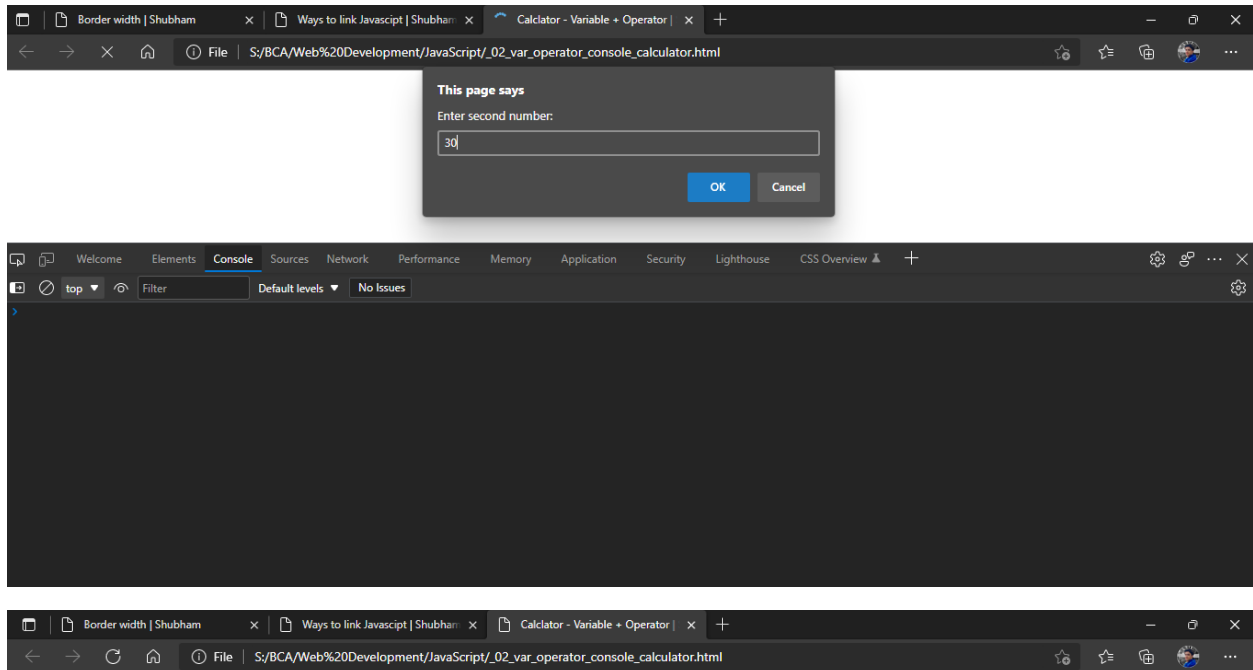 Border width | Shubham Ways to link Javascipt | Shubham Calclator - Variable + Operator |
File S:/BCA/Web%20Development/JavaScript/_02_var_operator_console_calculator.html
This page says
Enter second number:
30
OK Cancel
Welcome Elements Console Sources Network Performance Memory Application Security Lighthouse CSS Overview
top Filter Default levels No Issues
Border width | Shubham Ways to link Javascipt | Shubham Calclator - Variable + Operator |
File S:/BCA/Web%20Development/JavaScript/_02_var_operator_console_calculator.html